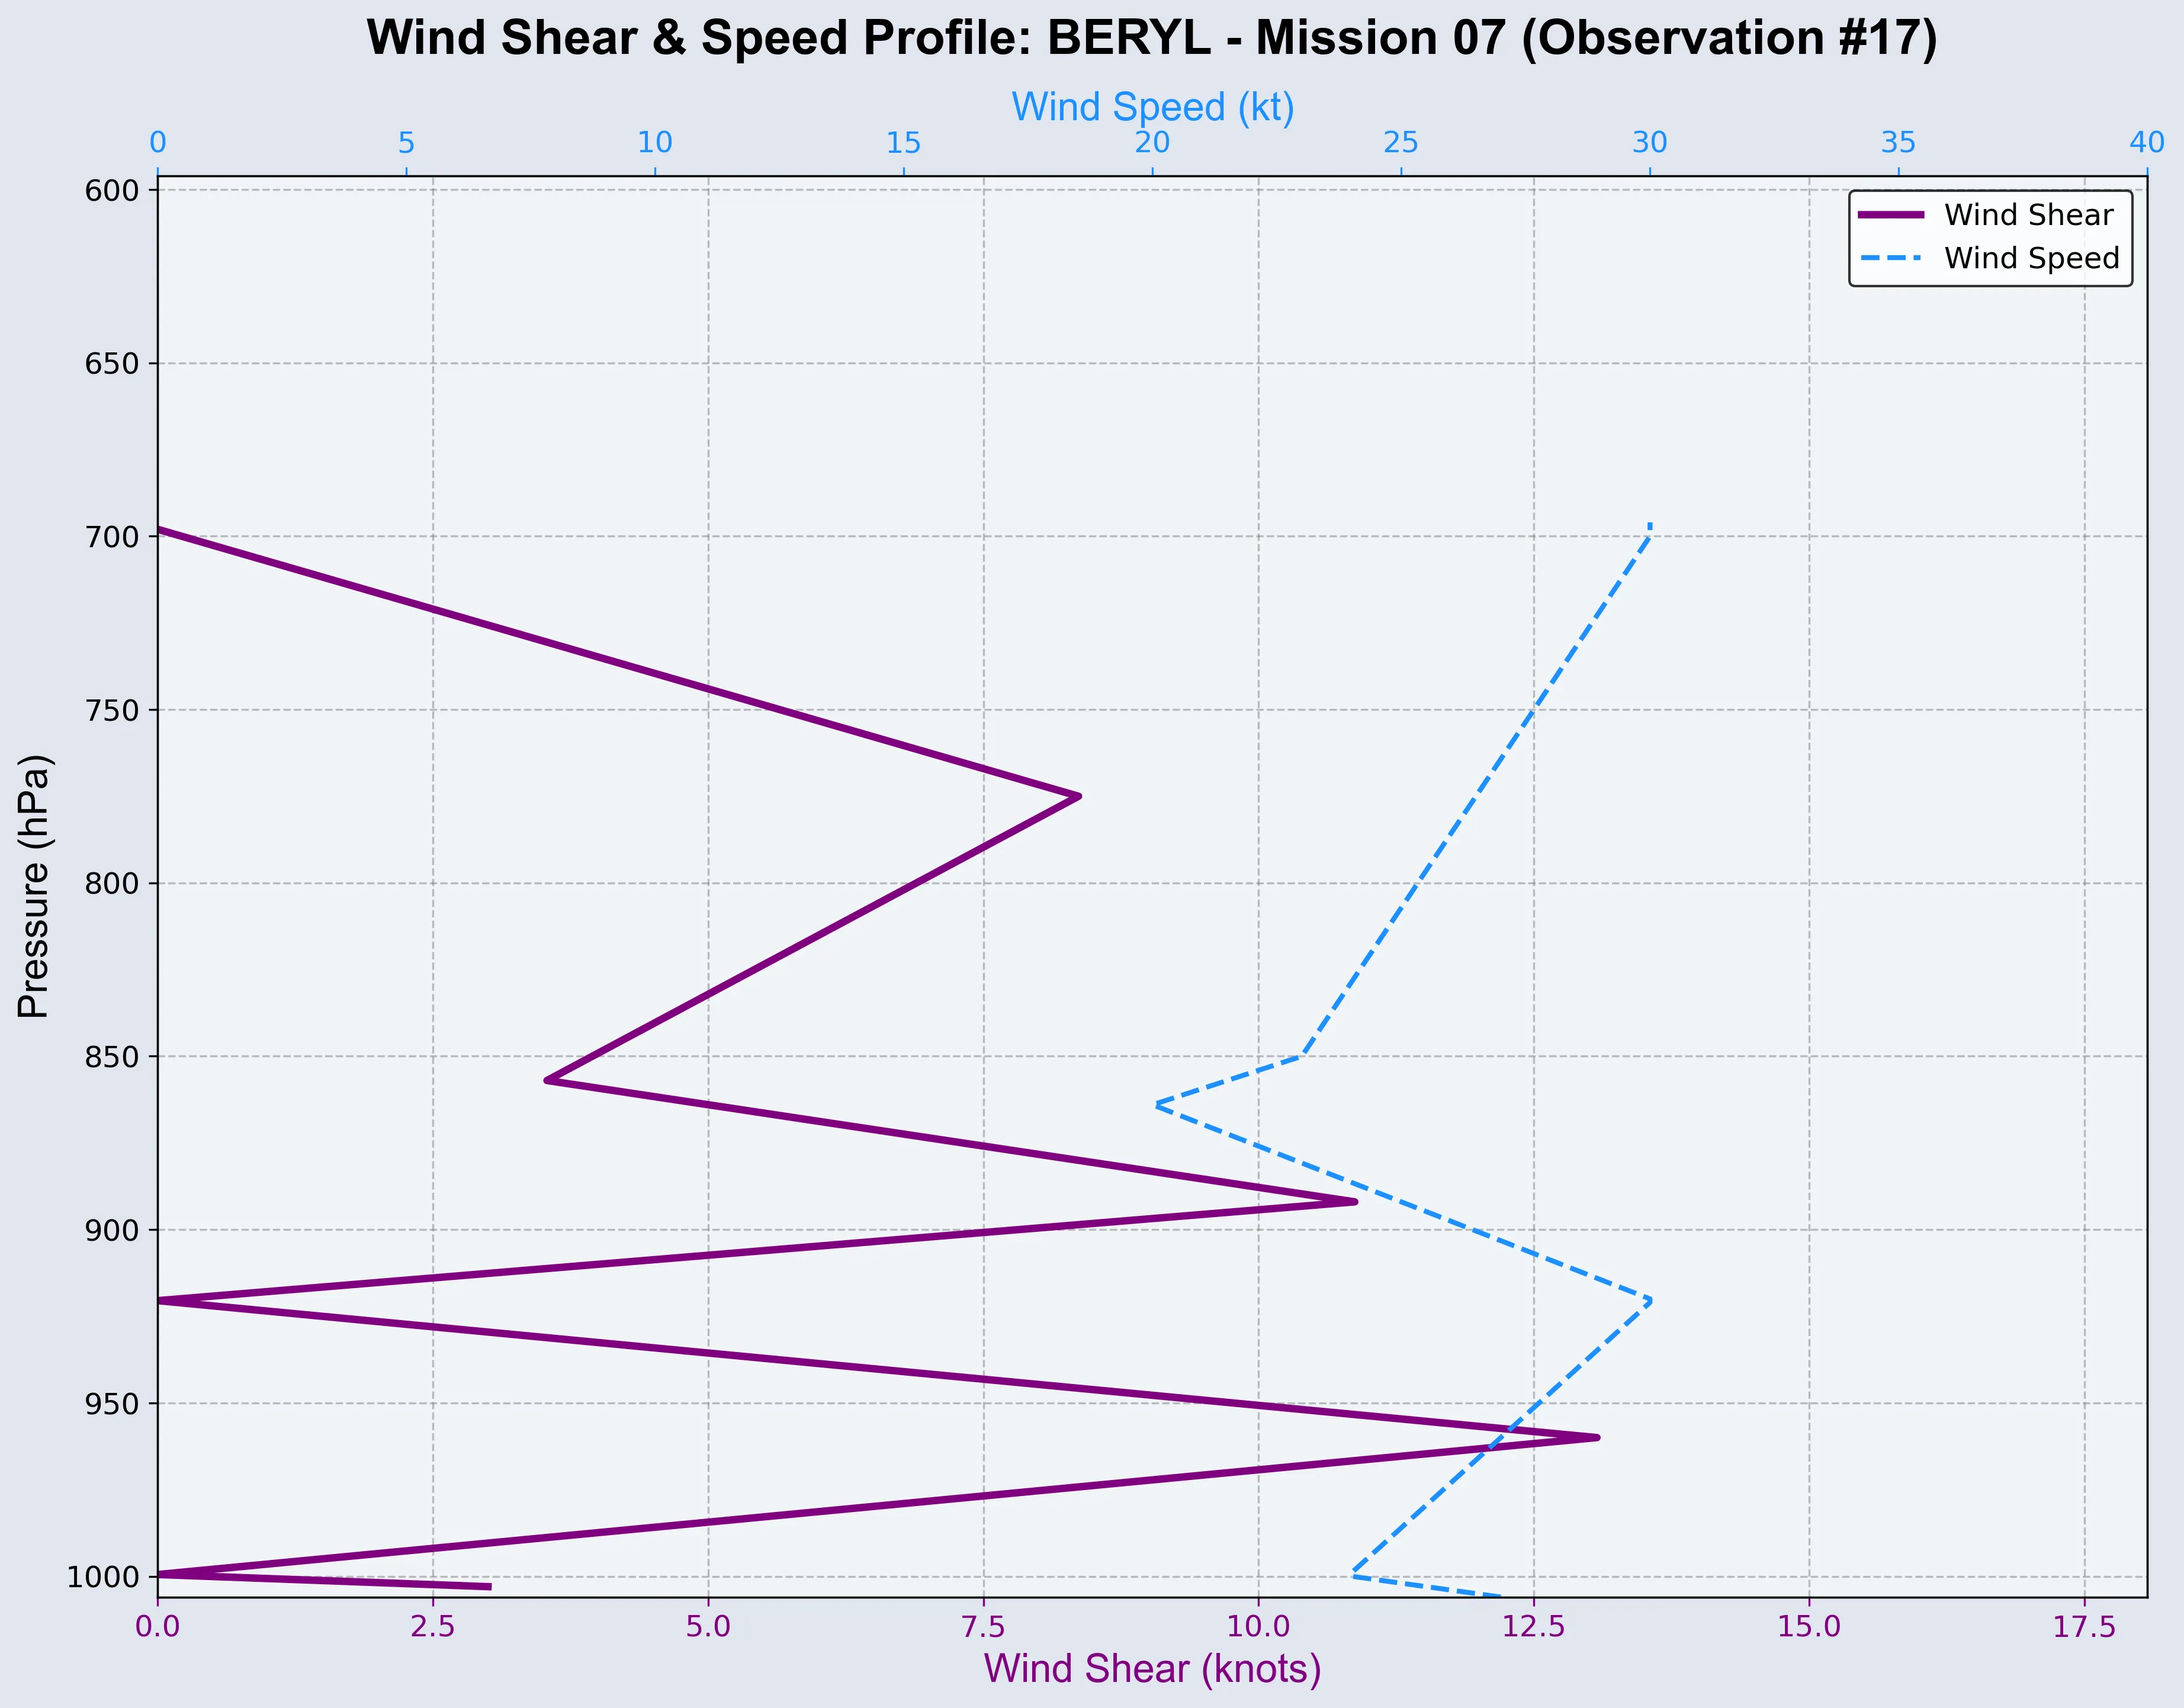 Wind Shear & Speed Profile: BERYL - Mission 07 (Observation #17)
Wind Speed (kt)
0 5 10 15 20 25 30 35 40
Wind Shear
Wind Speed
Pressure (hPa)
600
650
700
750
800
850
900
950
1000
0.0 2.5 5.0 7.5 10.0 12.5 15.0 17.5
Wind Shear (knots)